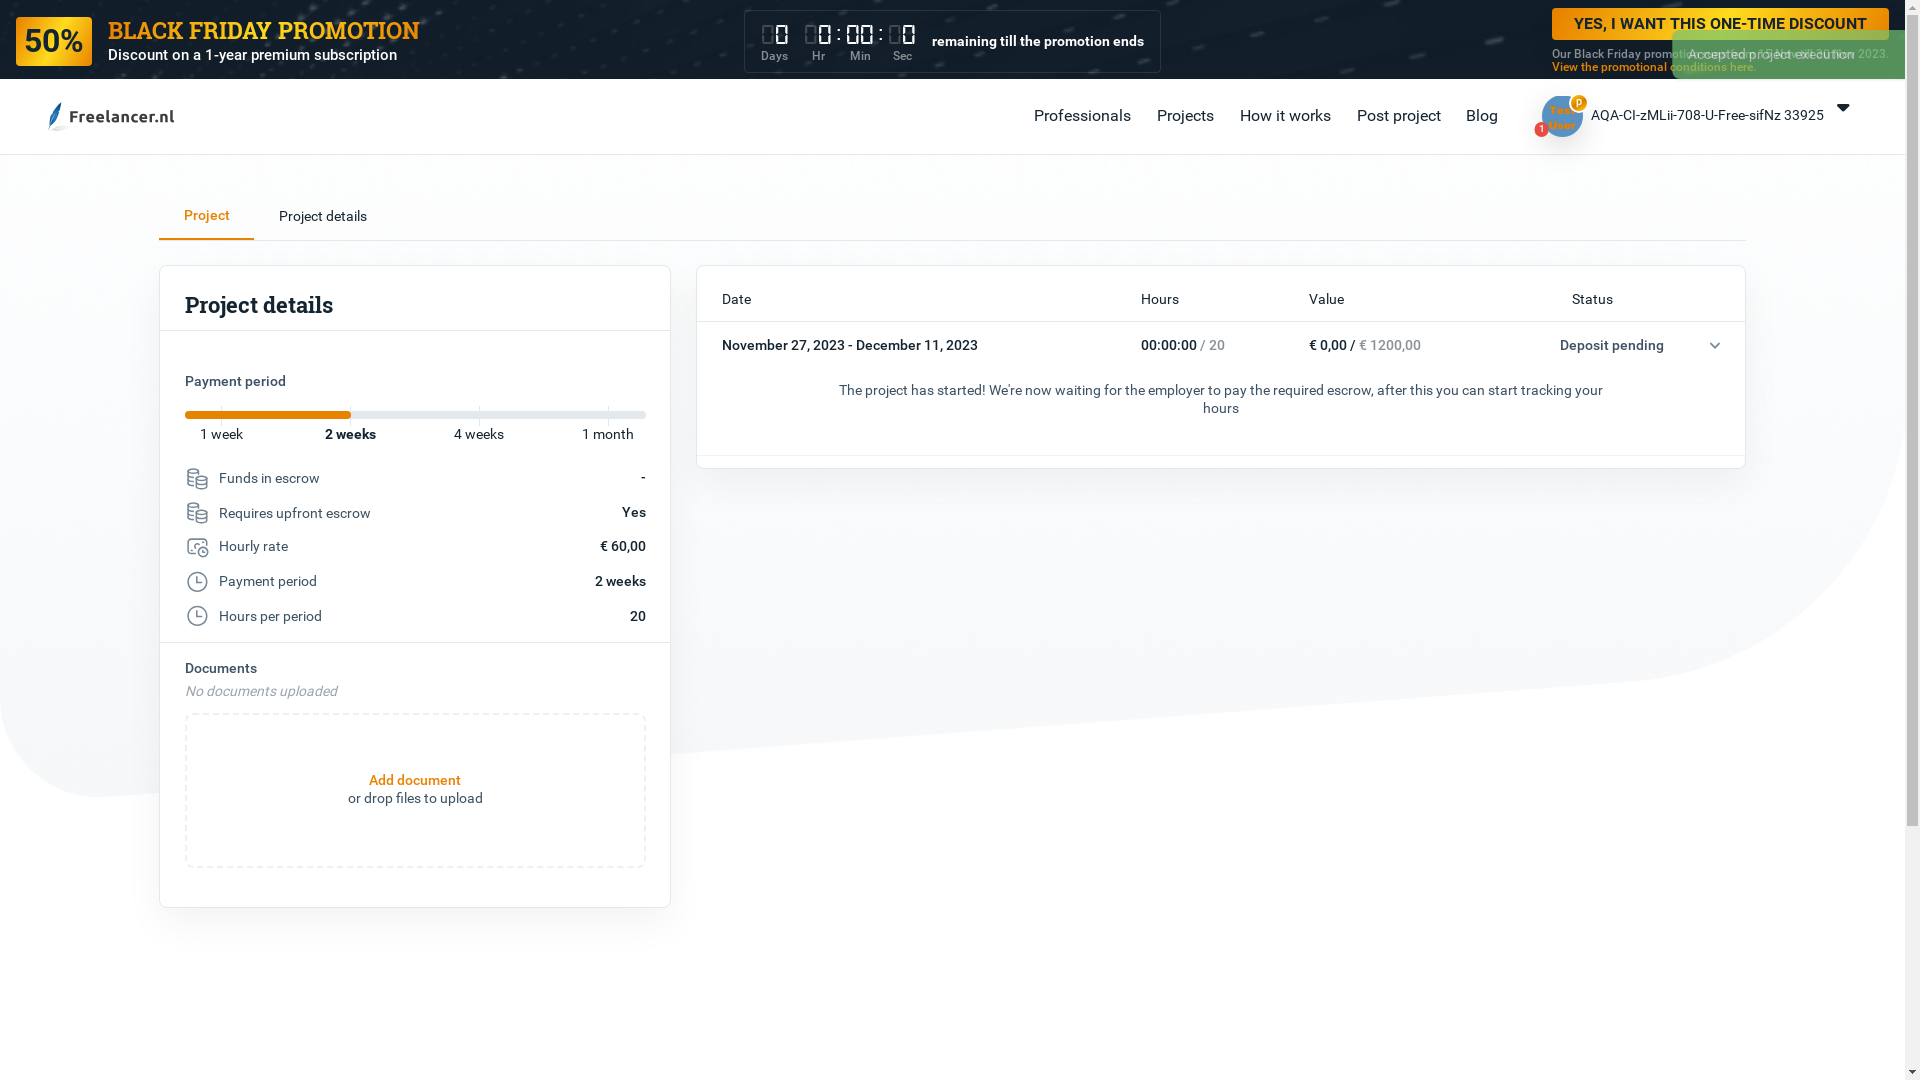 50%
BLACK FRIDAY PROMOTION
Discount on a 1-year premium subscription
0 0 : 00 : 0
Days Hr Min Sec
remaining till the promotion ends
YES, I WANT THIS ONE-TIME DISCOUNT
Our Black Friday promotion 2023.
Accepted project execution
View the promotional conditions here.
Freelancer.nl
Professionals
Projects
How it works
Post project
Blog
P
1
AQA-CI-zMLii-708-U-Free-sifNz 33925
Project
Project details
Project details
Payment period
1 week
2 weeks
4 weeks
1 month
Funds in escrow -
Requires upfront escrow Yes
Hourly rate € 60,00
Payment period 2 weeks
Hours per period 20
Documents
No documents uploaded
Add document
or drop files to upload
Date Hours Value Status
November 27, 2023 - December 11, 2023 00:00:00 / 20 € 0,00 / € 1200,00 Deposit pending
The project has started! We're now waiting for the employer to pay the required escrow, after this you can start tracking your
hours